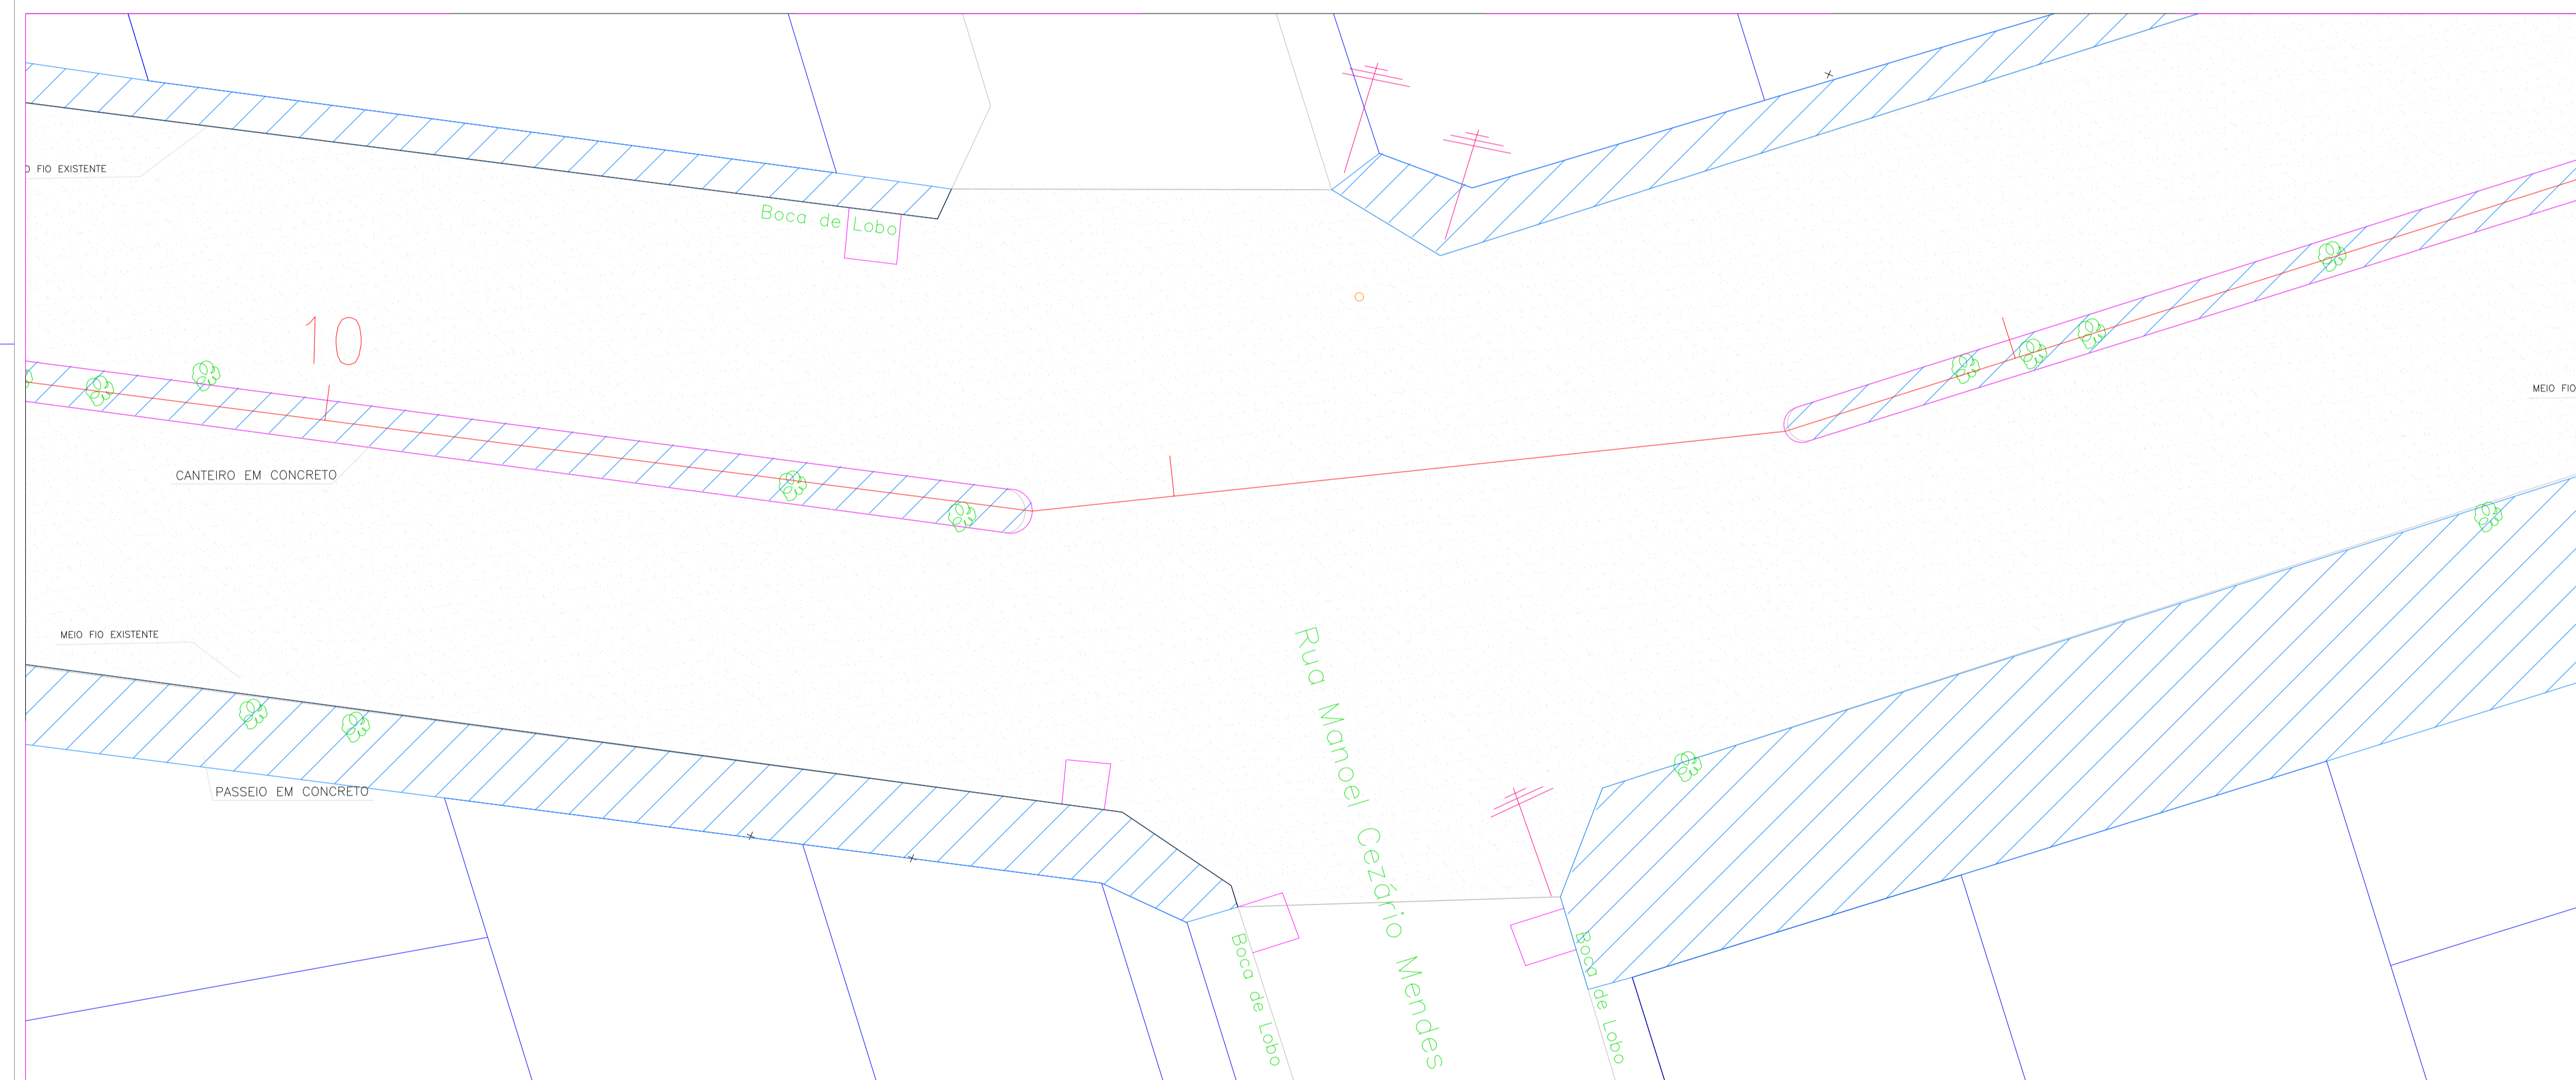 O FIO EXISTENTE
Boca de Lobo
10
MEIO FIO
CANTEIRO EM CONCRETO
MEIO FIO EXISTENTE
Rua Manoel Cezário Mendes
PASSEIO EM CONCRETO
Boca de Lobo
Boca de Lobo